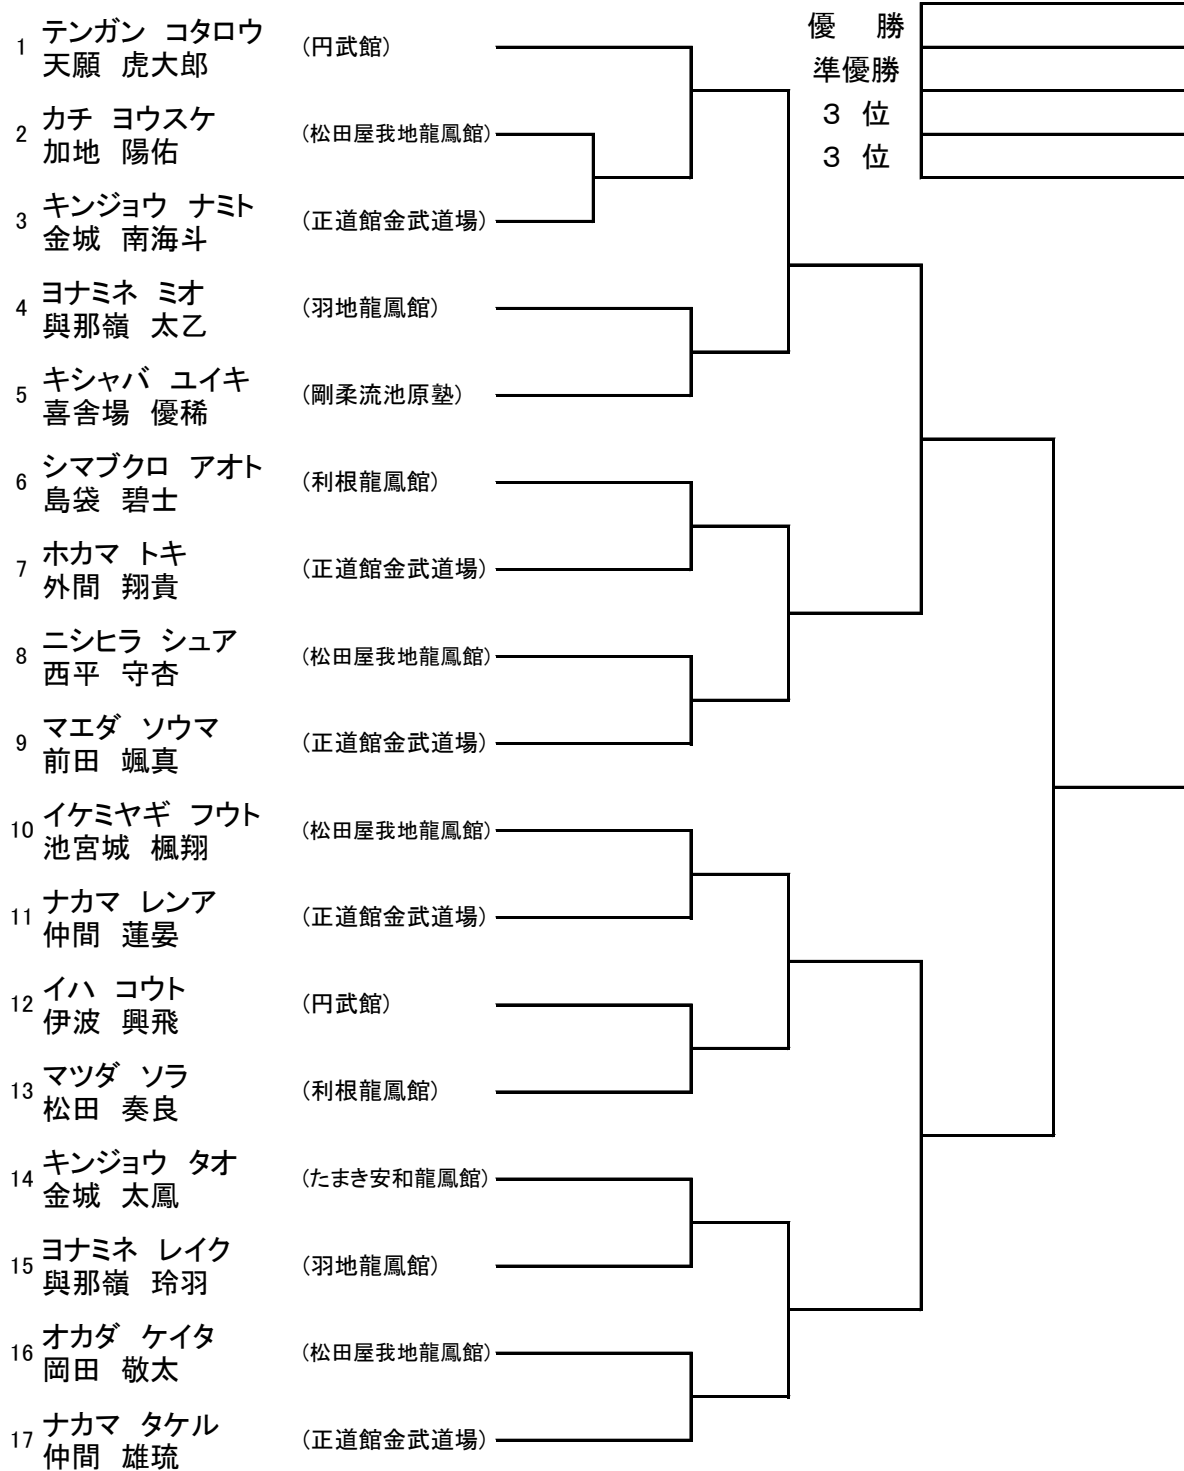 優　勝
準優勝
３　位
３　位
テンガン　コタロウ
1 天願　虎大郎 (円武館)
カチ　ヨウスケ
2 加地　陽佑 (松田屋我地龍鳳館)
キンジョウ　ナミト
3 金城　南海斗 (正道館金武道場)
ヨナミネ　ミオ
4 與那嶺　太乙 (羽地龍鳳館)
キシャバ　ユイキ
5 喜舎場　優稀 (剛柔流池原塾)
シマブクロ　アオト
6 島袋　碧士 (利根龍鳳館)
ホカマ　トキ
7 外間　翔貴 (正道館金武道場)
ニシヒラ　シュア
8 西平　守杏 (松田屋我地龍鳳館)
マエダ　ソウマ
9 前田　颯真 (正道館金武道場)
イケミヤギ　フウト
10 池宮城　楓翔 (松田屋我地龍鳳館)
ナカマ　レンア
11 仲間　蓮晏 (正道館金武道場)
イハ　コウト
12 伊波　興飛 (円武館)
マツダ　ソラ
13 松田　奏良 (利根龍鳳館)
キンジョウ　タオ
14 金城　太鳳 (たまき安和龍鳳館)
ヨナミネ　レイク
15 與那嶺　玲羽 (羽地龍鳳館)
オカダ　ケイタ
16 岡田　敬太 (松田屋我地龍鳳館)
ナカマ　タケル
17 仲間　雄琉 (正道館金武道場)